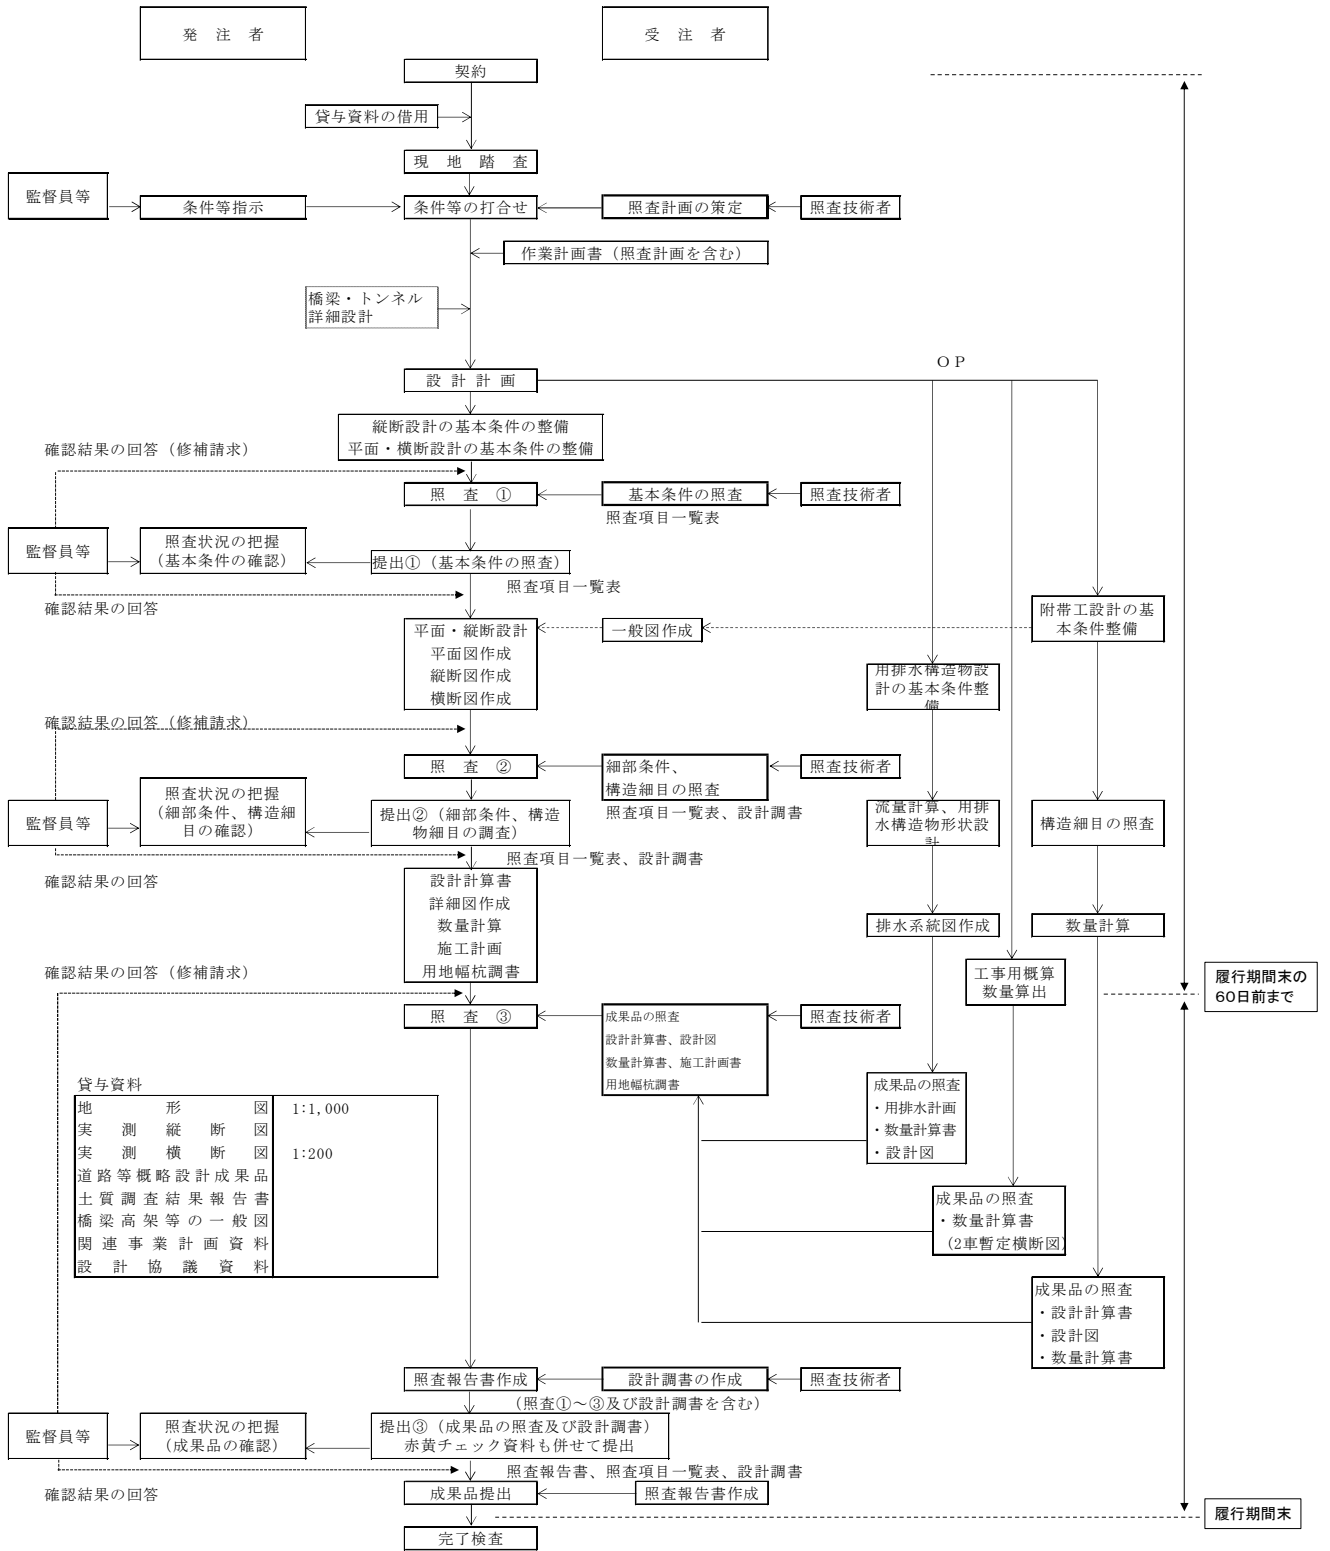 発注者
受注者
契約
貸与資料の借用
現地踏査
監督員等
条件等指示
条件等の打合せ
照査計画の策定
照査技術者
作業計画書（照査計画を含む）
橋梁・トンネル
詳細設計
OP
設計計画
縦断設計の基本条件の整備
平面・横断設計の基本条件の整備
確認結果の回答（修補請求）
照査①
基本条件の照査
照査技術者
照査項目一覧表
監督員等
照査状況の把握
（基本条件の確認）
提出①（基本条件の照査）
照査項目一覧表
確認結果の回答
附帯工設計の基
本条件整備
平面・縦断設計
平面図作成
縦断図作成
横断図作成
一般図作成
用排水構造物設
計の基本条件整
備
確認結果の回答（修補請求）
照査②
細部条件、
構造細目の照査
照査技術者
照査項目一覧表、設計調書
監督員等
照査状況の把握
（細部条件、構造細
目の確認）
提出②（細部条件、構造
物細目の調査）
流量計算、用排
水構造物形状設
計
構造細目の照査
照査項目一覧表、設計調書
確認結果の回答
設計計算書
詳細図作成
数量計算
施工計画
用地幅杭調書
排水系統図作成
数量計算
確認結果の回答（修補請求）
工事用概算
数量算出
履行期間末の
60日前まで
照査③
成果品の照査
設計計算書、設計図
数量計算書、施工計画書
用地幅杭調書
照査技術者
貸与資料
地形図 1:1,000
実測縦断図
実測横断図 1:200
道路等概略設計成果品
土質調査結果報告書
橋梁高架等の一般図
関連事業計画資料
設計協議資料
成果品の照査
・用排水計画
・数量計算書
・設計図
成果品の照査
・数量計算書
（2車暫定横断図）
成果品の照査
・設計計算書
・設計図
・数量計算書
照査報告書作成
設計調書の作成
照査技術者
（照査①～③及び設計調書を含む）
監督員等
照査状況の把握
（成果品の確認）
提出③（成果品の照査及び設計調書）
赤黄チェック資料も併せて提出
照査報告書、照査項目一覧表、設計調書
確認結果の回答
成果品提出
照査報告書作成
履行期間末
完了検査